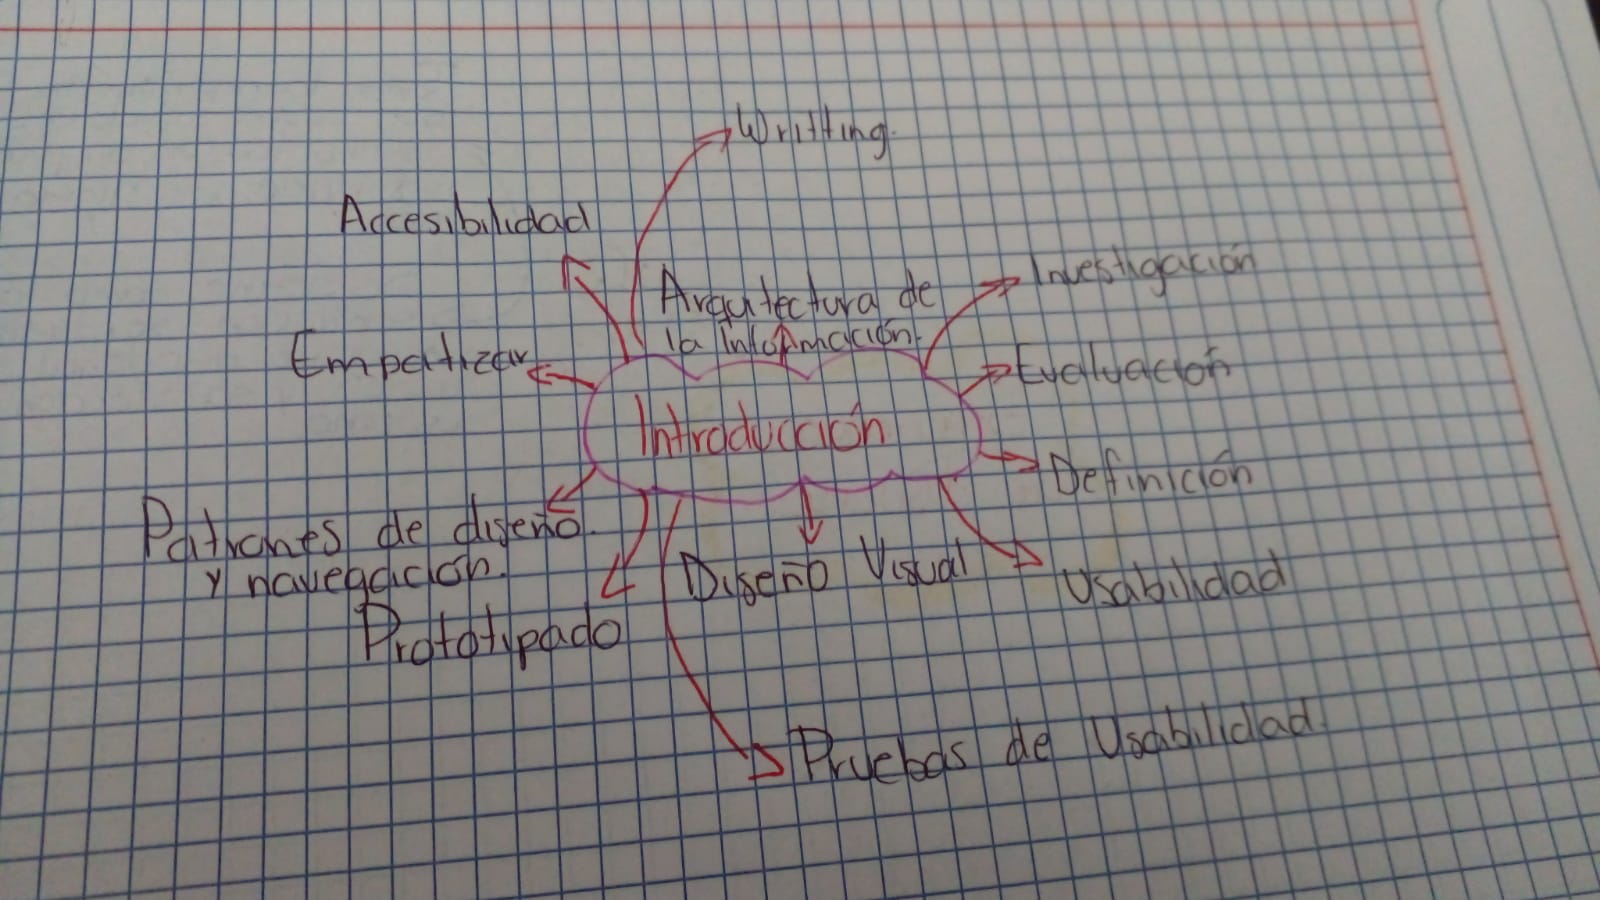 Writting.
Accesibilidad
Arquitectura de
la Información.
Investigación
Empatizar
Evaluación
Introducción
Definición
Patrones de diseño.
y navegación.
Diseño Visual
Usabilidad
Prototipado
Pruebas de Usabilidad.